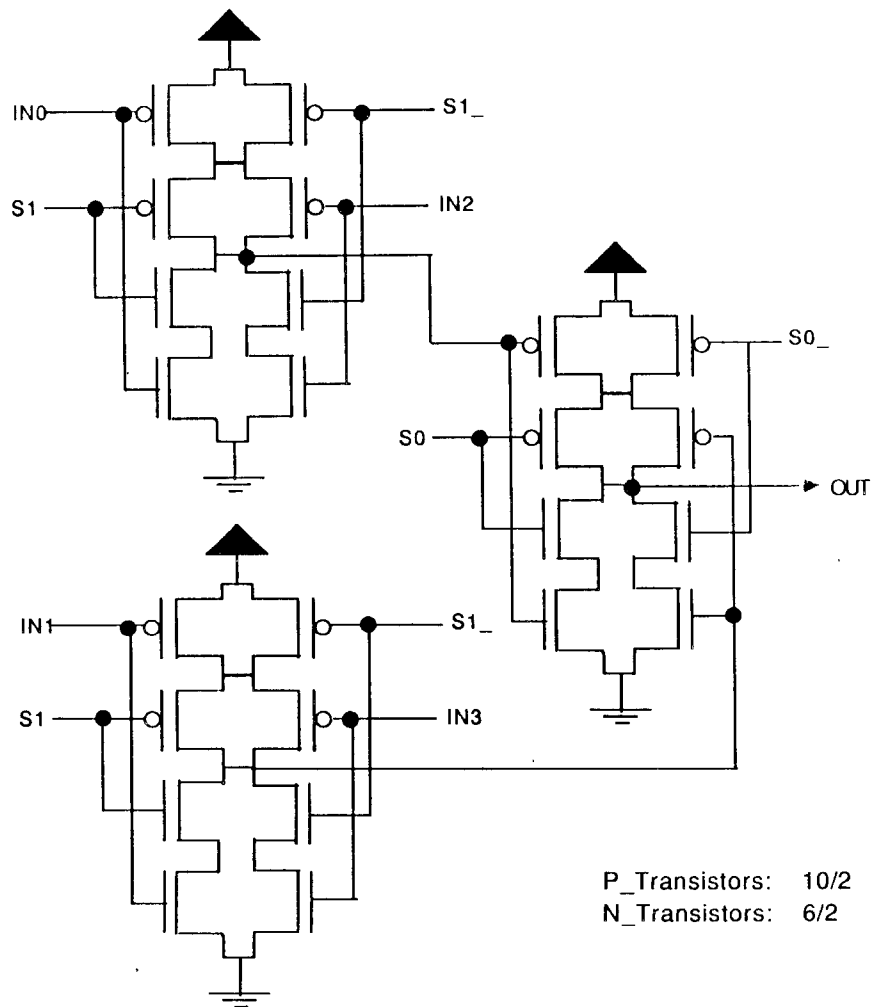 IN0
S1_
S1
IN2
S0_
S0
OUT
IN1
S1_
S1
IN3
P_Transistors: 10/2
N_Transistors: 6/2